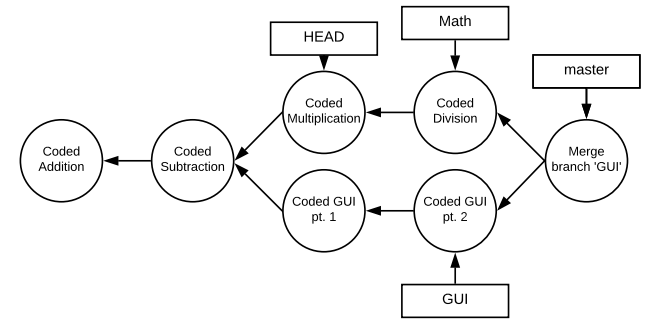 HEAD
Math
master
Coded
Addition
Coded
Subtraction
Coded
Multiplication
Coded
Division
Merge
branch 'GUI'
Coded GUI
pt. 1
Coded GUI
pt. 2
GUI